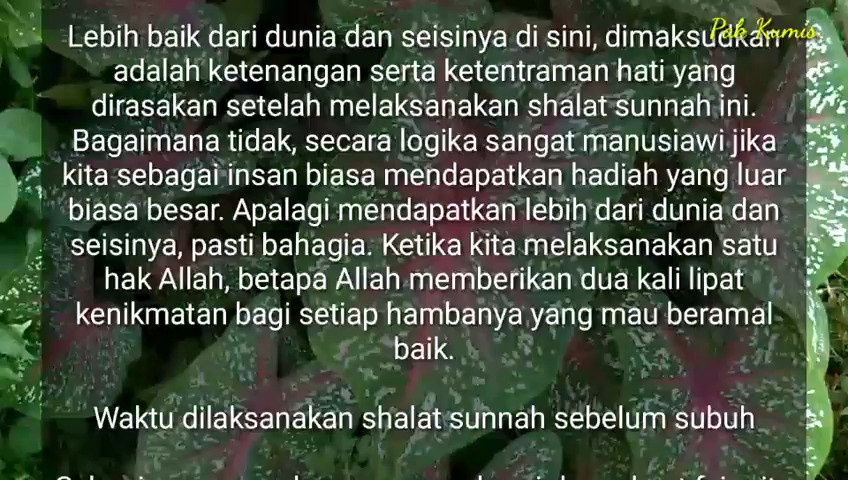 Pak Kumis
Lebih baik dari dunia dan seisinya di sini, dimaksudkan
adalah ketenangan serta ketentraman hati yang
dirasakan setelah melaksanakan shalat sunnah ini.
Bagaimana tidak, secara logika sangat manusiawi jika
kita sebagai insan biasa mendapatkan hadiah yang luar
biasa besar. Apalagi mendapatkan lebih dari dunia dan
seisinya, pasti bahagia. Ketika kita melaksanakan satu
hak Allah, betapa Allah memberikan dua kali lipat
kenikmatan bagi setiap hambanya yang mau beramal
baik.
Waktu dilaksanakan shalat sunnah sebelum subuh